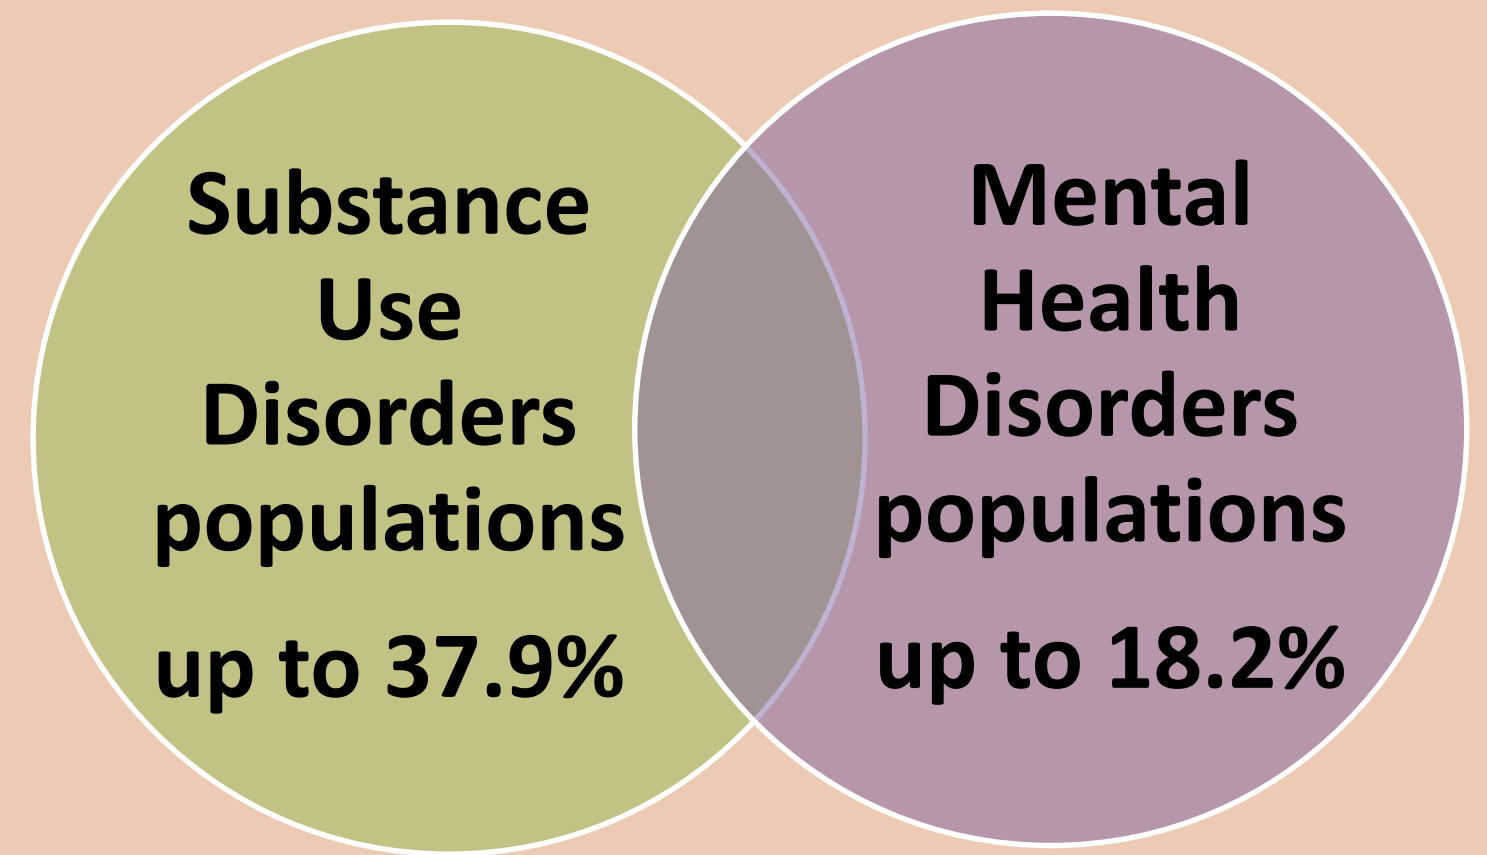 Substance
Use
Disorders
populations
up to 37.9%
Mental
Health
Disorders
populations
up to 18.2%